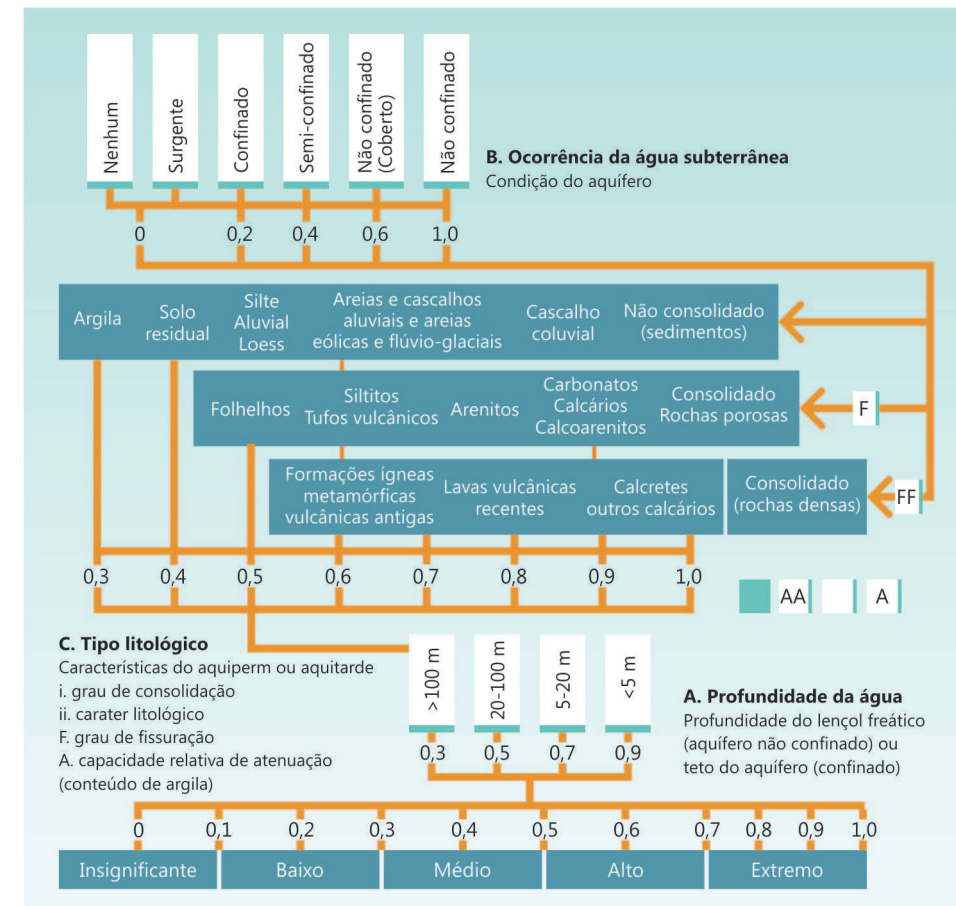 Nenhum
Surgente
Confinado
Semi-confinado
Não confinado
(Coberto)
Não confinado
B. Ocorrência da água subterrânea
Condição do aquífero
0
0,2
0,4
0,6
1,0
Argila
Solo
residual
Silte
Aluvial
Loess
Areias e cascalhos
aluviais e areias
eólicas e flúvio-glaciais
Cascalho
coluvial
Não consolidado
(sedimentos)
Folhelhos
Siltitos
Tufos vulcânicos
Arenitos
Carbonatos
Calcários
Calcoarenitos
Consolidado
Rochas porosas
F
Formações ígneas
metamórficas
vulcânicas antigas
Lavas vulcânicas
recentes
Calcretes
outros calcários
Consolidado
(rochas densas)
FF
0,3
0,4
0,5
0,6
0,7
0,8
0,9
1,0
AA
A
C. Tipo litológico
Características do aquiperm ou aquitarde
i. grau de consolidação
ii. carater litológico
F. grau de fissuração
A. capacidade relativa de atenuação
(conteúdo de argila)
>100 m
20-100 m
5-20 m
<5 m
0,3
0,5
0,7
0,9
A. Profundidade da água
Profundidade do lençol freático
(aquífero não confinado) ou
teto do aquífero (confinado)
0
0,1
0,2
0,3
0,4
0,5
0,6
0,7
0,8
0,9
1,0
Insignificante
Baixo
Médio
Alto
Extremo